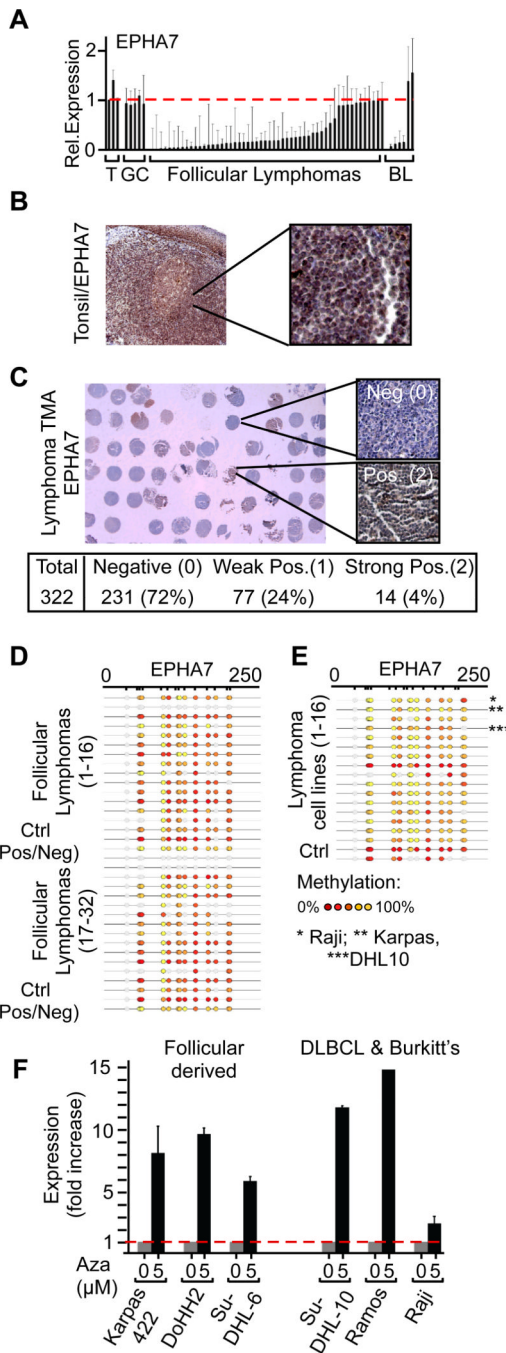 A
EPHA7
Rel.Expression
2
1
0
T GC Follicular Lymphomas BL
B
Tonsil/EPHA7
C
Lymphoma TMA
EPHA7
Neg (0)
Pos. (2)
Total Negative (0) Weak Pos.(1) Strong Pos.(2)
322 231 (72%) 77 (24%) 14 (4%)
D
EPHA7
0 250
Follicular
Lymphomas
(1-16)
Ctrl
Pos/Neg)
Follicular
Lymphomas
(17-32)
Ctrl
Pos/Neg)
E
EPHA7
0 250
Lymphoma
cell lines (1-16)
*
**
***
Ctrl
Methylation:
0% 100%
* Raji; ** Karpas,
***DHL10
F
Follicular
derived
DLBCL & Burkitt's
Expression
(fold increase)
15
10
5
1
Aza
(µM)
0 5 0 5 0 5 0 5 0 5 0 5
Karpas
422
DoHH2
Su-
DHL-6
Su-
DHL-10
Ramos
Raji